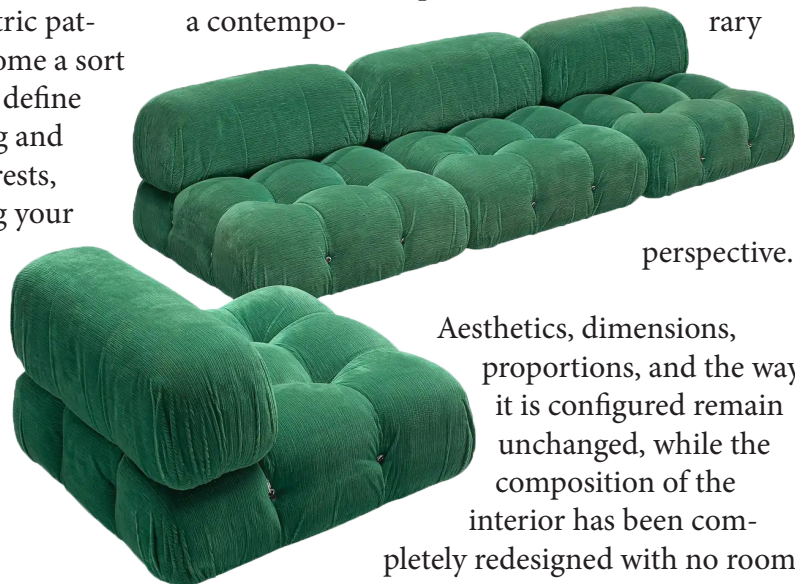 tric pat-
ome a sort
define
g and
rests,
g your
a contempo- rary
perspective.
Aesthetics, dimensions,
proportions, and the way
it is configured remain
unchanged, while the
composition of the
interior has been com-
pletely redesigned with no room